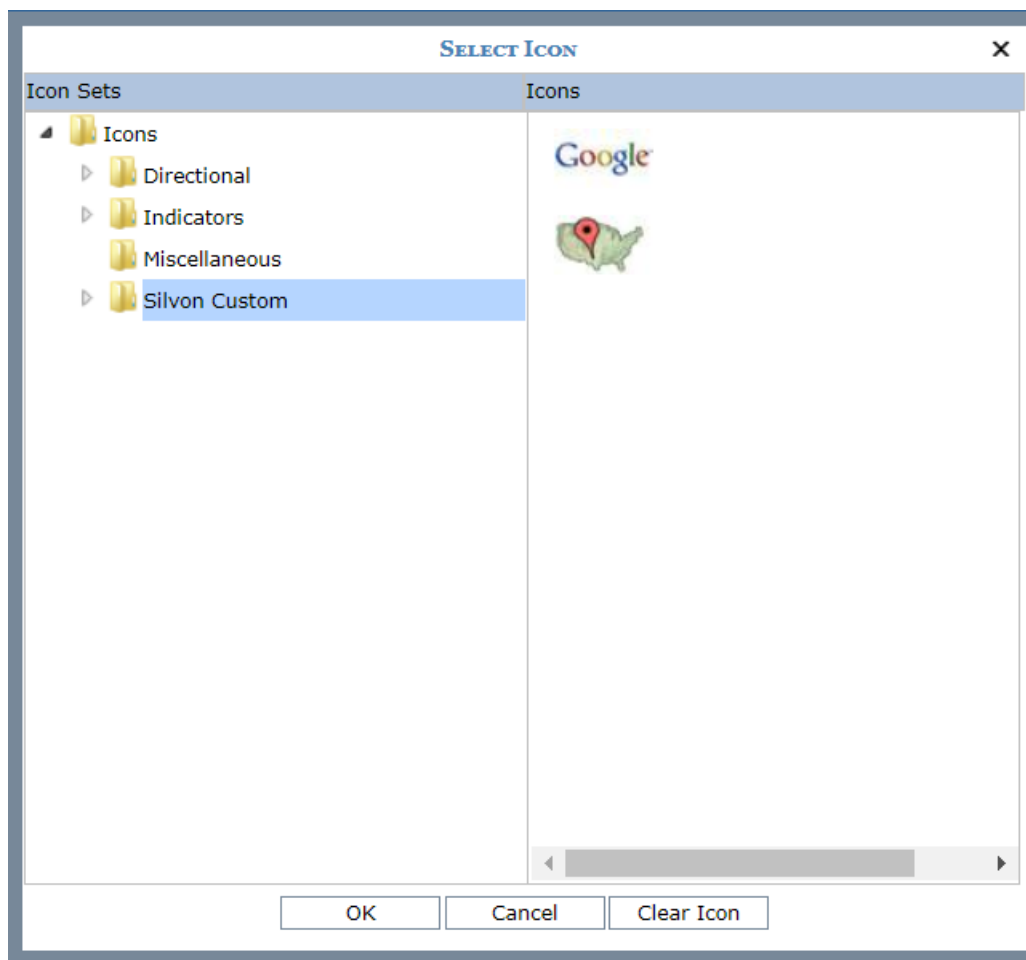 SELECT ICON
Icon Sets
Icons
Icons
Directional
Indicators
Miscellaneous
Silvon Custom
Google
OK
Cancel
Clear Icon